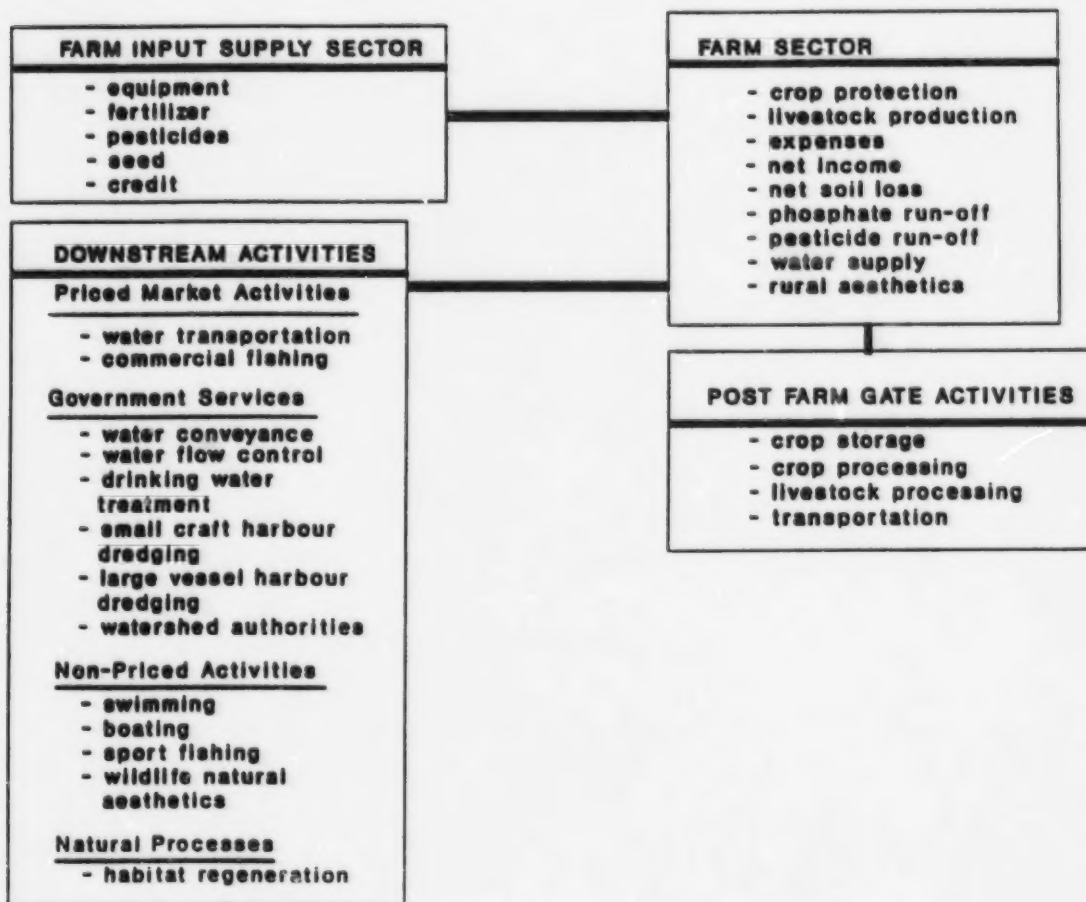 FARM INPUT SUPPLY SECTOR
- equipment
- fertilizer
- pesticides
- seed
- credit
FARM SECTOR
- crop protection
- livestock production
- expenses
- net income
- net soil loss
- phosphate run-off
- pesticide run-off
- water supply
- rural aesthetics
DOWNSTREAM ACTIVITIES
Priced Market Activities
- water transportation
- commercial fishing
Government Services
- water conveyance
- water flow control
- drinking water
treatment
- small craft harbour
dredging
- large vessel harbour
dredging
- watershed authorities
Non-Priced Activities
- swimming
- boating
- sport fishing
- wildlife natural
aesthetics
Natural Processes
- habitat regeneration
POST FARM GATE ACTIVITIES
- crop storage
- crop processing
- livestock processing
- transportation